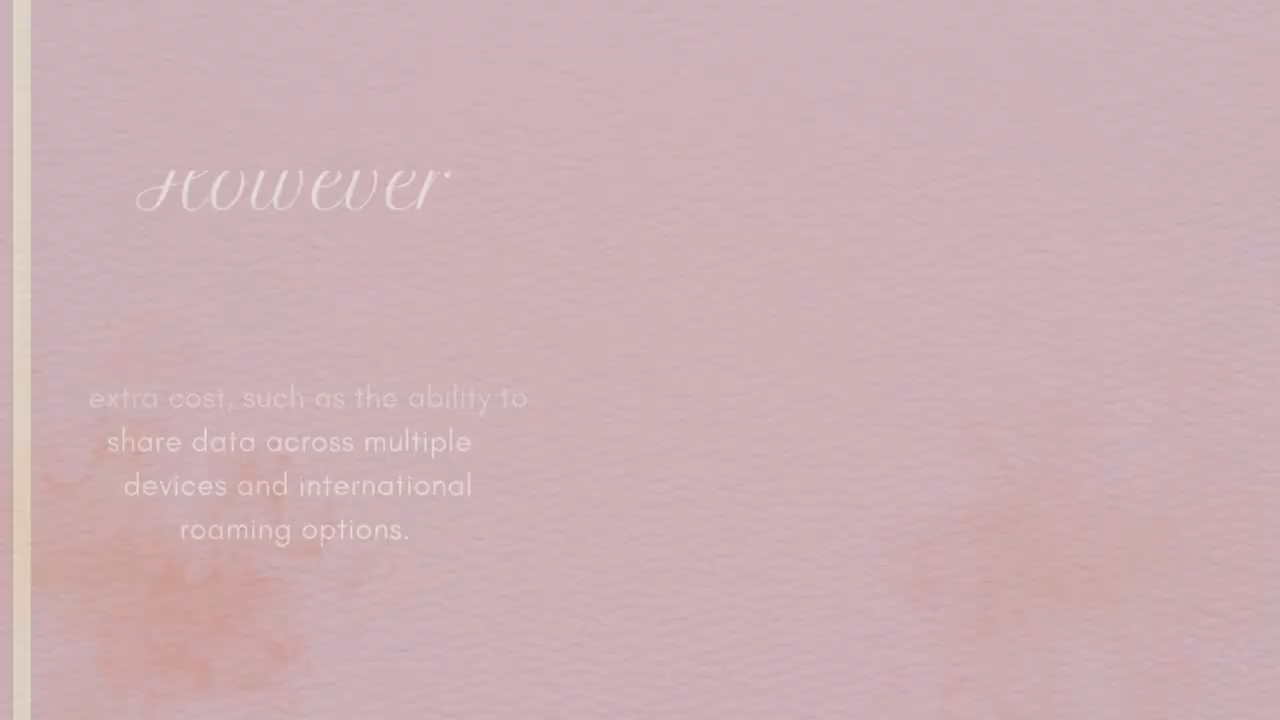 However
extra cost, such as the ability to
share data across multiple
devices and international
roaming options.